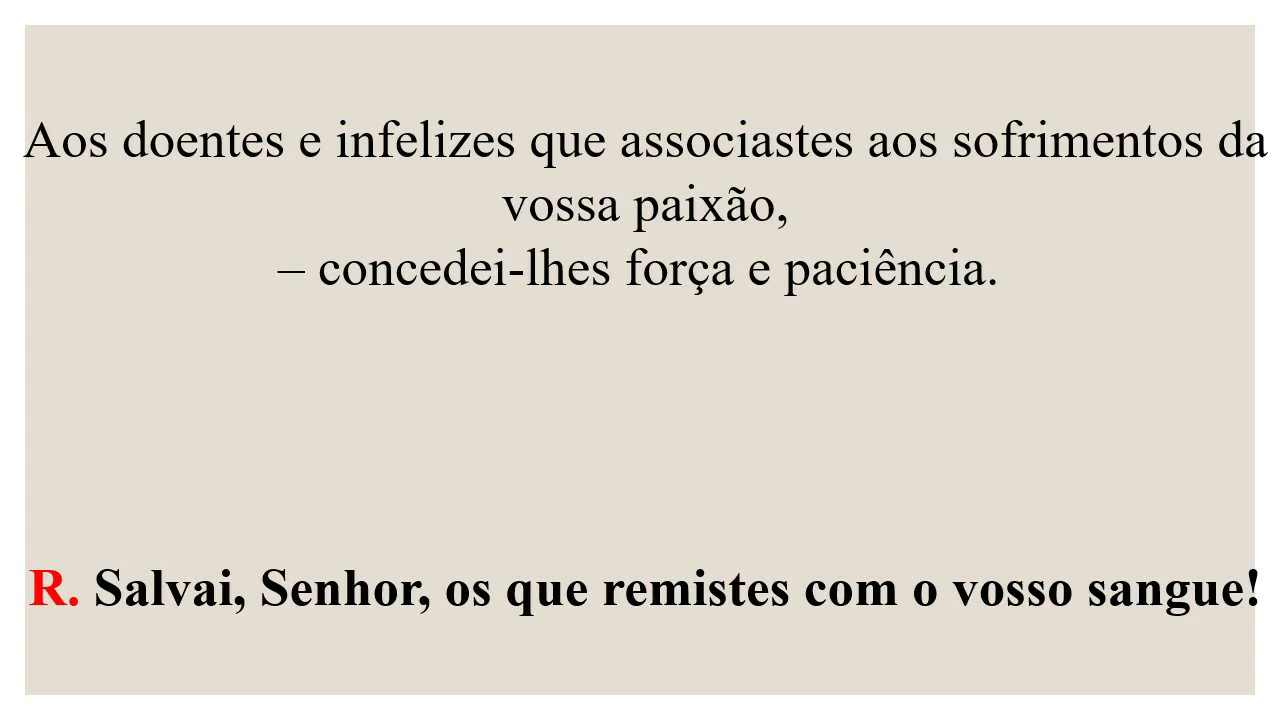 Aos doentes e infelizes que associastes aos sofrimentos da
vossa paixão,
– concedei-lhes força e paciência.
R. Salvai, Senhor, os que remistes com o vosso sangue!